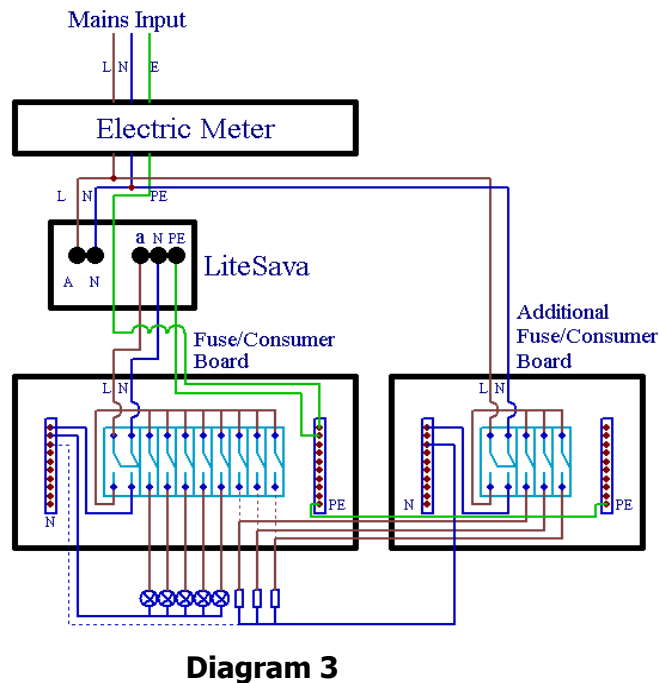 Mains Input
L N E
Electric Meter
L N PE
a N PE
A N
LiteSava
Fuse/Consumer
Board
Additional
Fuse/Consumer
Board
L N
L N
N
PE
N
PE
Diagram 3